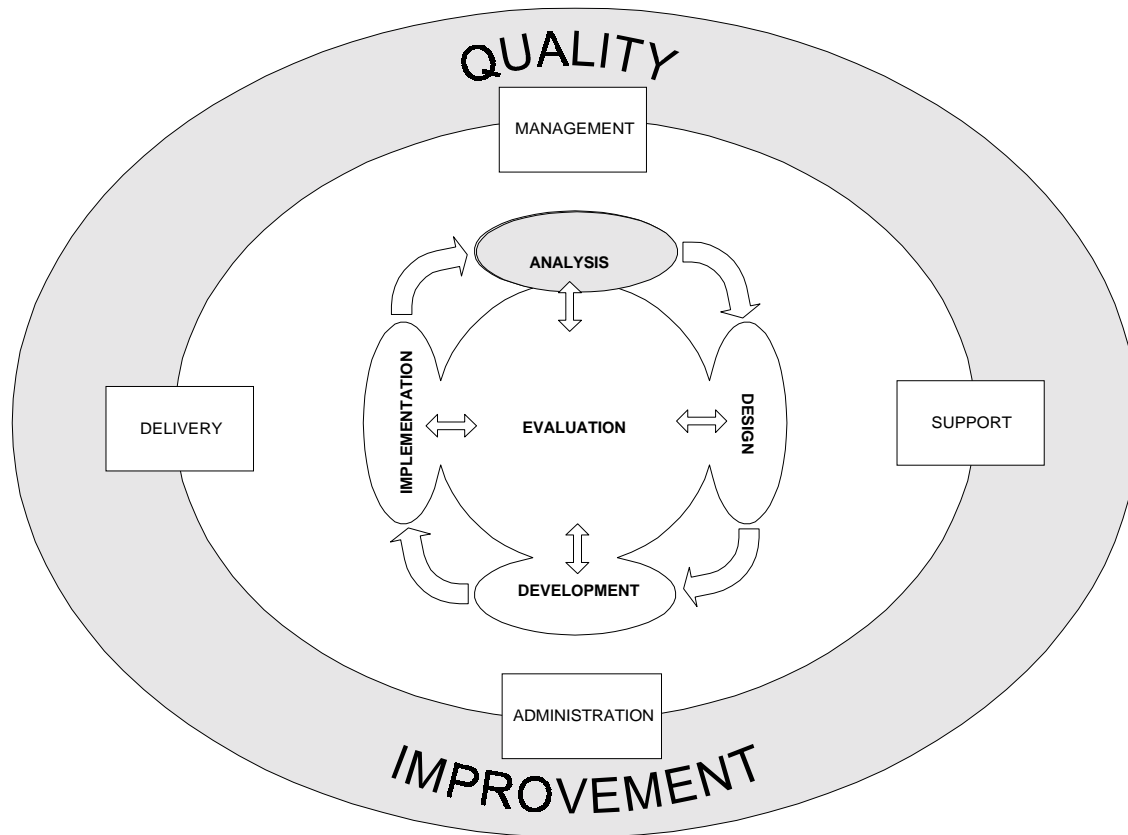 QUALITY
MANAGEMENT
ANALYSIS
IMPLEMENTATION
DESIGN
DELIVERY
EVALUATION
SUPPORT
DEVELOPMENT
ADMINISTRATION
IMPROVEMENT